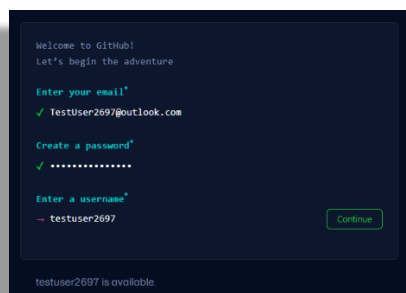 Welcome to GitHub!
Let's begin the adventure
Enter your email*
✓ TestUser2697@outlook.com
Create a password*
✓ •••••••••••••••
Enter a username*
→ testuser2697
Continue
testuser2697 is available.